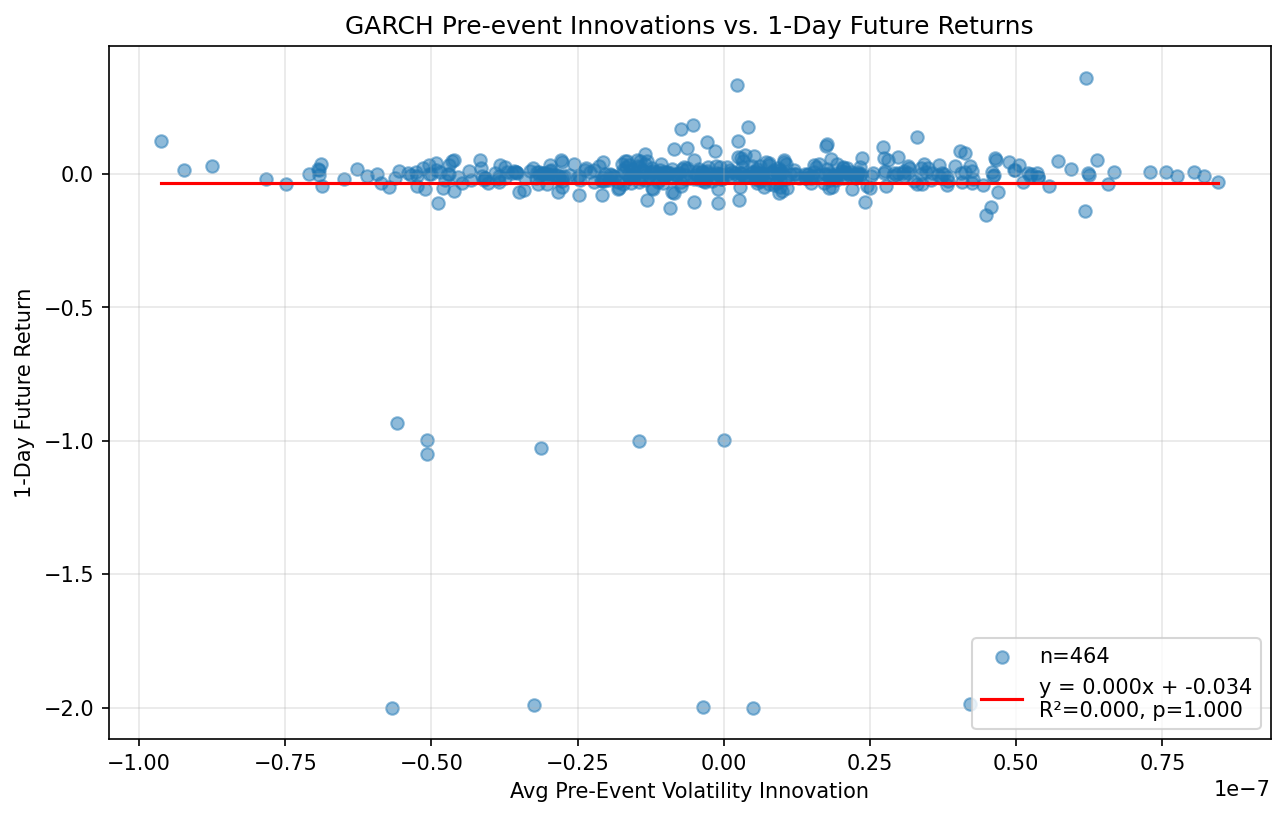 GARCH Pre-event Innovations vs. 1-Day Future Returns
1-Day Future Return
0.0
−0.5
−1.0
−1.5
−2.0
n=464
y = 0.000x + -0.034
R²=0.000, p=1.000
−1.00 −0.75 −0.50 −0.25 0.00 0.25 0.50 0.75
1e−7
Avg Pre-Event Volatility Innovation